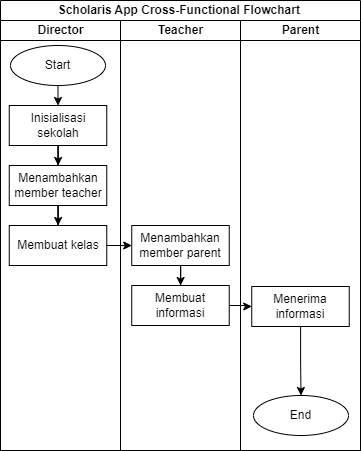 Scholaris App Cross-Functional Flowchart
Director
Teacher
Parent
Start
Inisialisasi
sekolah
Menambahkan
member teacher
Membuat kelas
Menambahkan
member parent
Membuat
informasi
Menerima
informasi
End